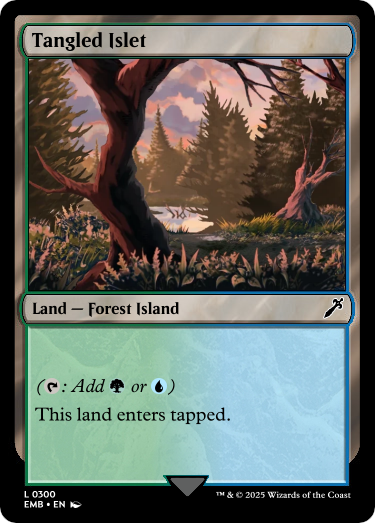 Tangled Islet
Land — Forest Island
(: Add or )
This land enters tapped.
L 0300
EMB • EN
™ & © 2025 Wizards of the Coast